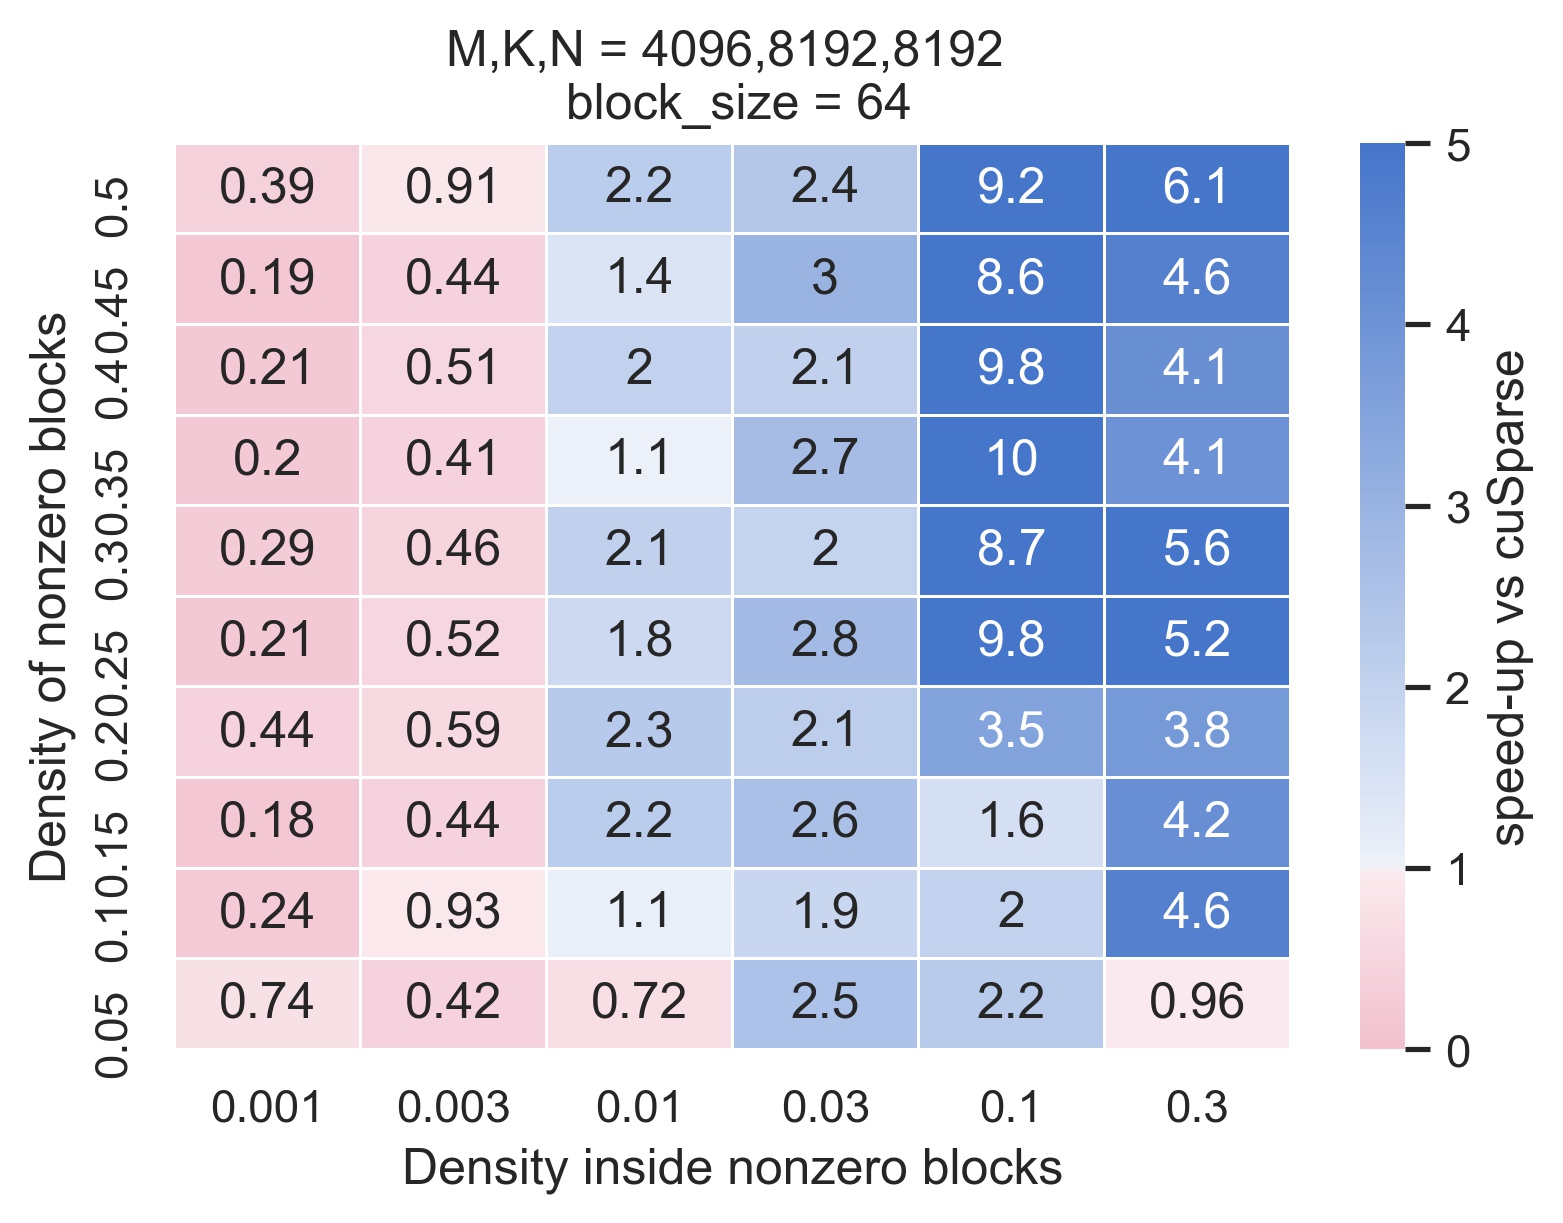 M,K,N = 4096,8192,8192
block_size = 64
Density of nonzero blocks
0.5 0.39 0.91 2.2 2.4 9.2 6.1
0.45 0.19 0.44 1.4 3 8.6 4.6
0.4 0.21 0.51 2 2.1 9.8 4.1
0.35 0.2 0.41 1.1 2.7 10 4.1
0.3 0.29 0.46 2.1 2 8.7 5.6
0.25 0.21 0.52 1.8 2.8 9.8 5.2
0.2 0.44 0.59 2.3 2.1 3.5 3.8
0.15 0.18 0.44 2.2 2.6 1.6 4.2
0.1 0.24 0.93 1.1 1.9 2 4.6
0.05 0.74 0.42 0.72 2.5 2.2 0.96
0.001 0.003 0.01 0.03 0.1 0.3
Density inside nonzero blocks
5
4
3
2
1
0
speed-up vs cuSparse